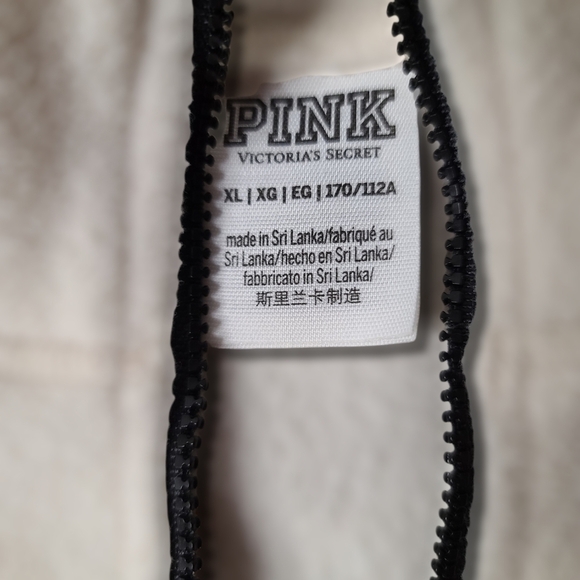 PINK
VICTORIA'S SECRET
XL | XG | EG | 170/112A
made in Sri Lanka/fabriqué au
Sri Lanka/hecho en Sri Lanka/
fabbricato in Sri Lanka/
斯里兰卡制造